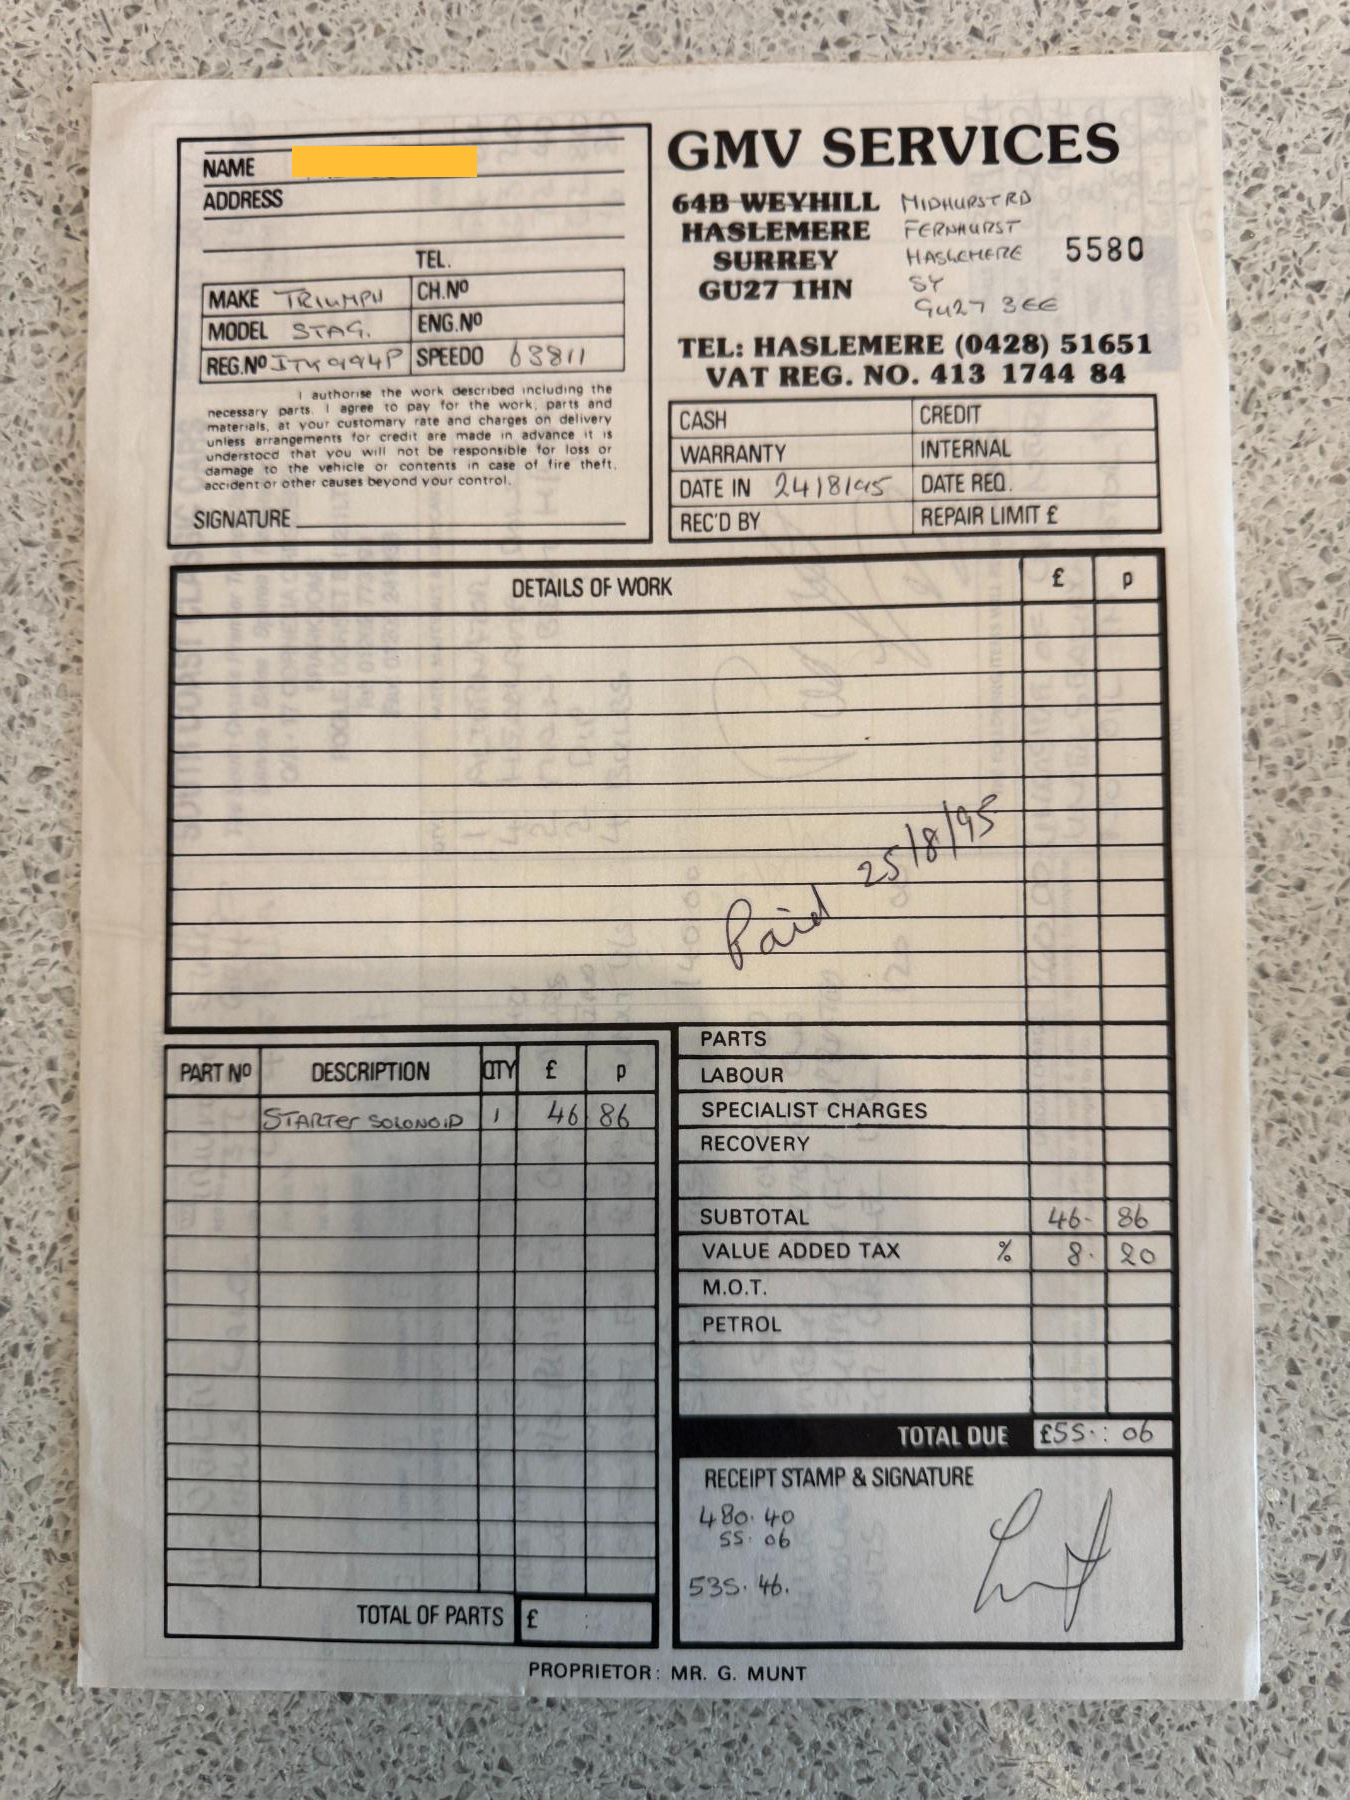 GMV SERVICES
64B WEYHILL
HASLEMERE
SURREY
GU27 1HN
MIDHURST RD
FERNHURST
HASLEMERE
SY
GU27 3EE
5580
TEL: HASLEMERE (0428) 51651
VAT REG. NO. 413 1744 84
NAME
ADDRESS
TEL.
MAKE TRIUMPH CH.NO
MODEL STAG. ENG.NO
REG.NO SPEEDO 63811
I authorise the work described including the
necessary parts. I agree to pay for the work, parts and
materials, at your customary rate and charges on delivery
unless arrangements for credit are made in advance it is
understood that you will not be responsible for loss or
damage to the vehicle or contents in case of fire theft,
accident or other causes beyond your control.
SIGNATURE
CASH CREDIT
WARRANTY INTERNAL
DATE IN 24/8/95 DATE REQ.
REC'D BY REPAIR LIMIT £
DETAILS OF WORK £ p
Paid 25/8/95
PART NO DESCRIPTION QTY £ p
STARTER SOLONOID 1 46 86
TOTAL OF PARTS £ :
PARTS
LABOUR
SPECIALIST CHARGES
RECOVERY
SUBTOTAL 46- 86
VALUE ADDED TAX % 8. 20
M.O.T.
PETROL
TOTAL DUE £55.: 06
RECEIPT STAMP & SIGNATURE
480.40
55.06
535.46.
PROPRIETOR: MR. G. MUNT